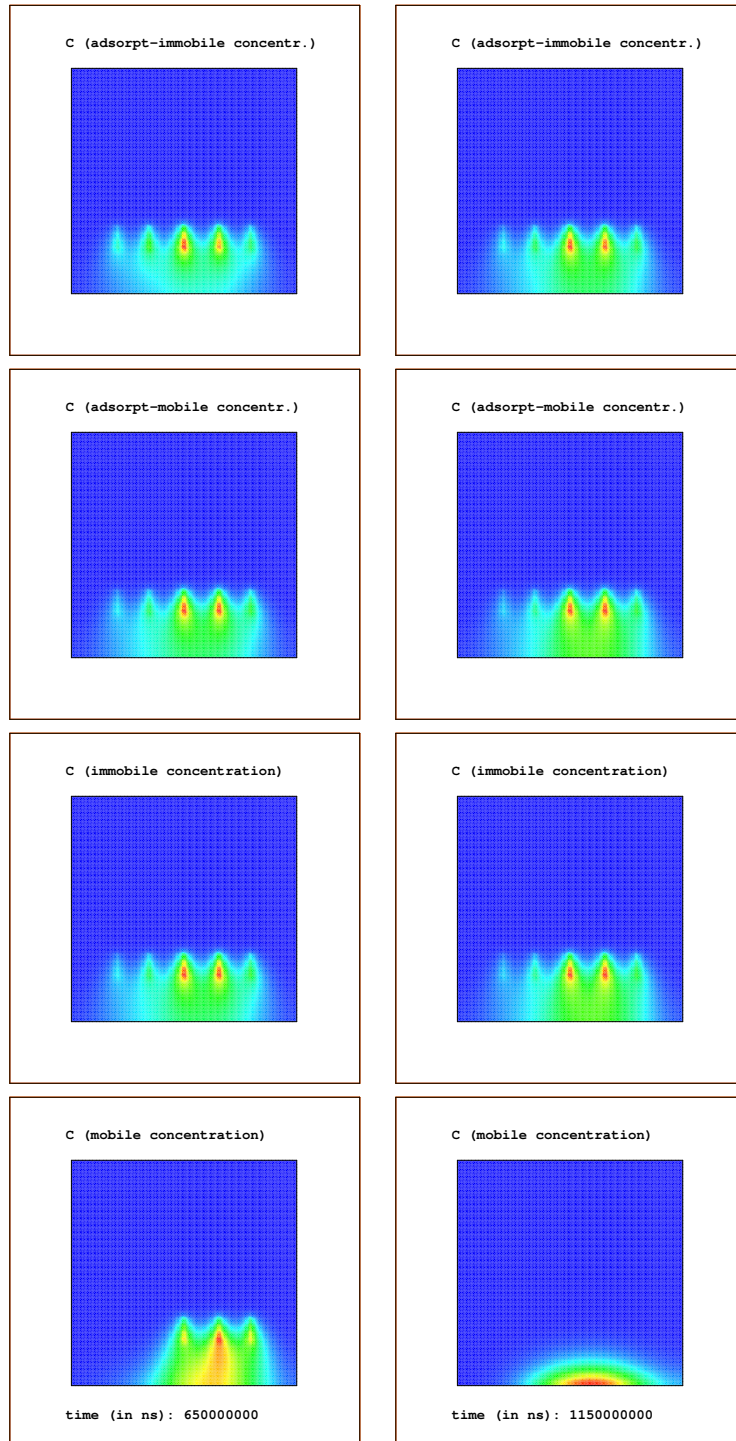 C (adsorpt-immobile concentr.)
C (adsorpt-immobile concentr.)
C (adsorpt-mobile concentr.)
C (adsorpt-mobile concentr.)
C (immobile concentration)
C (immobile concentration)
C (mobile concentration)
C (mobile concentration)
time (in ns): 650000000
time (in ns): 1150000000